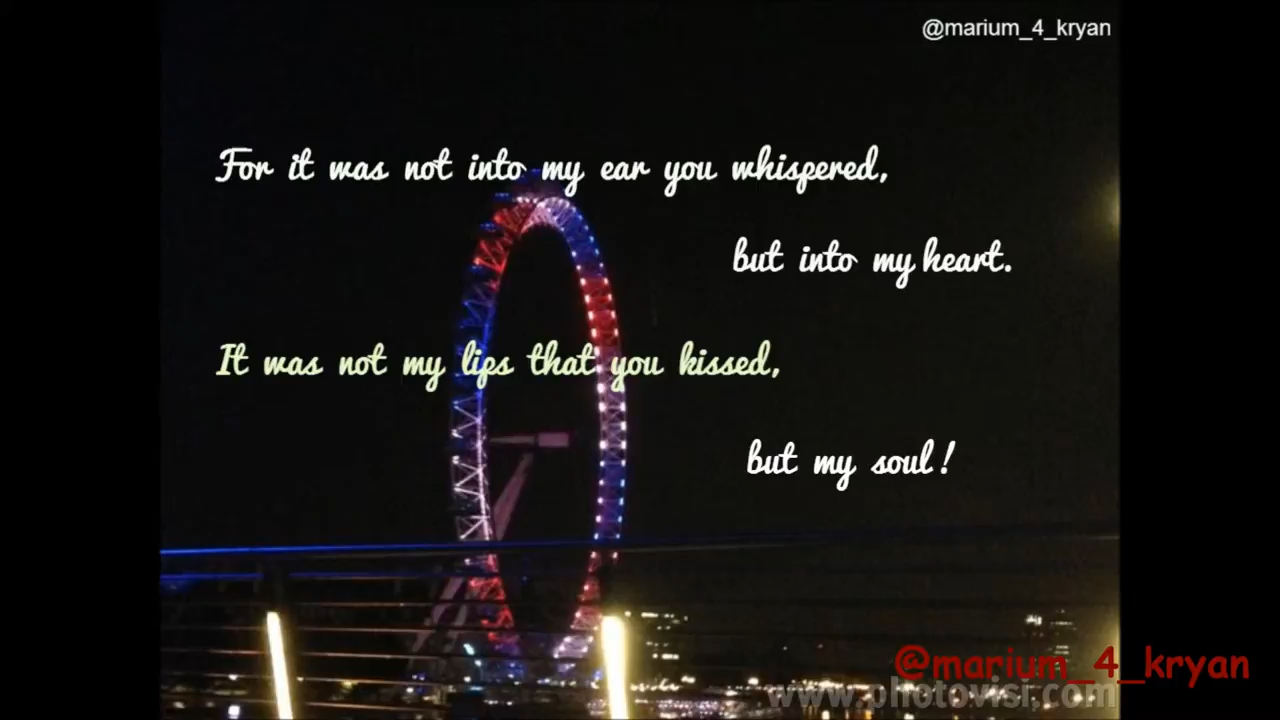 @marium_4_kryan
For it was not into my ear you whispered,
but into my heart.
It was not my lips that you kissed,
but my soul!
@marium_4_kryan
www.photovisi.com